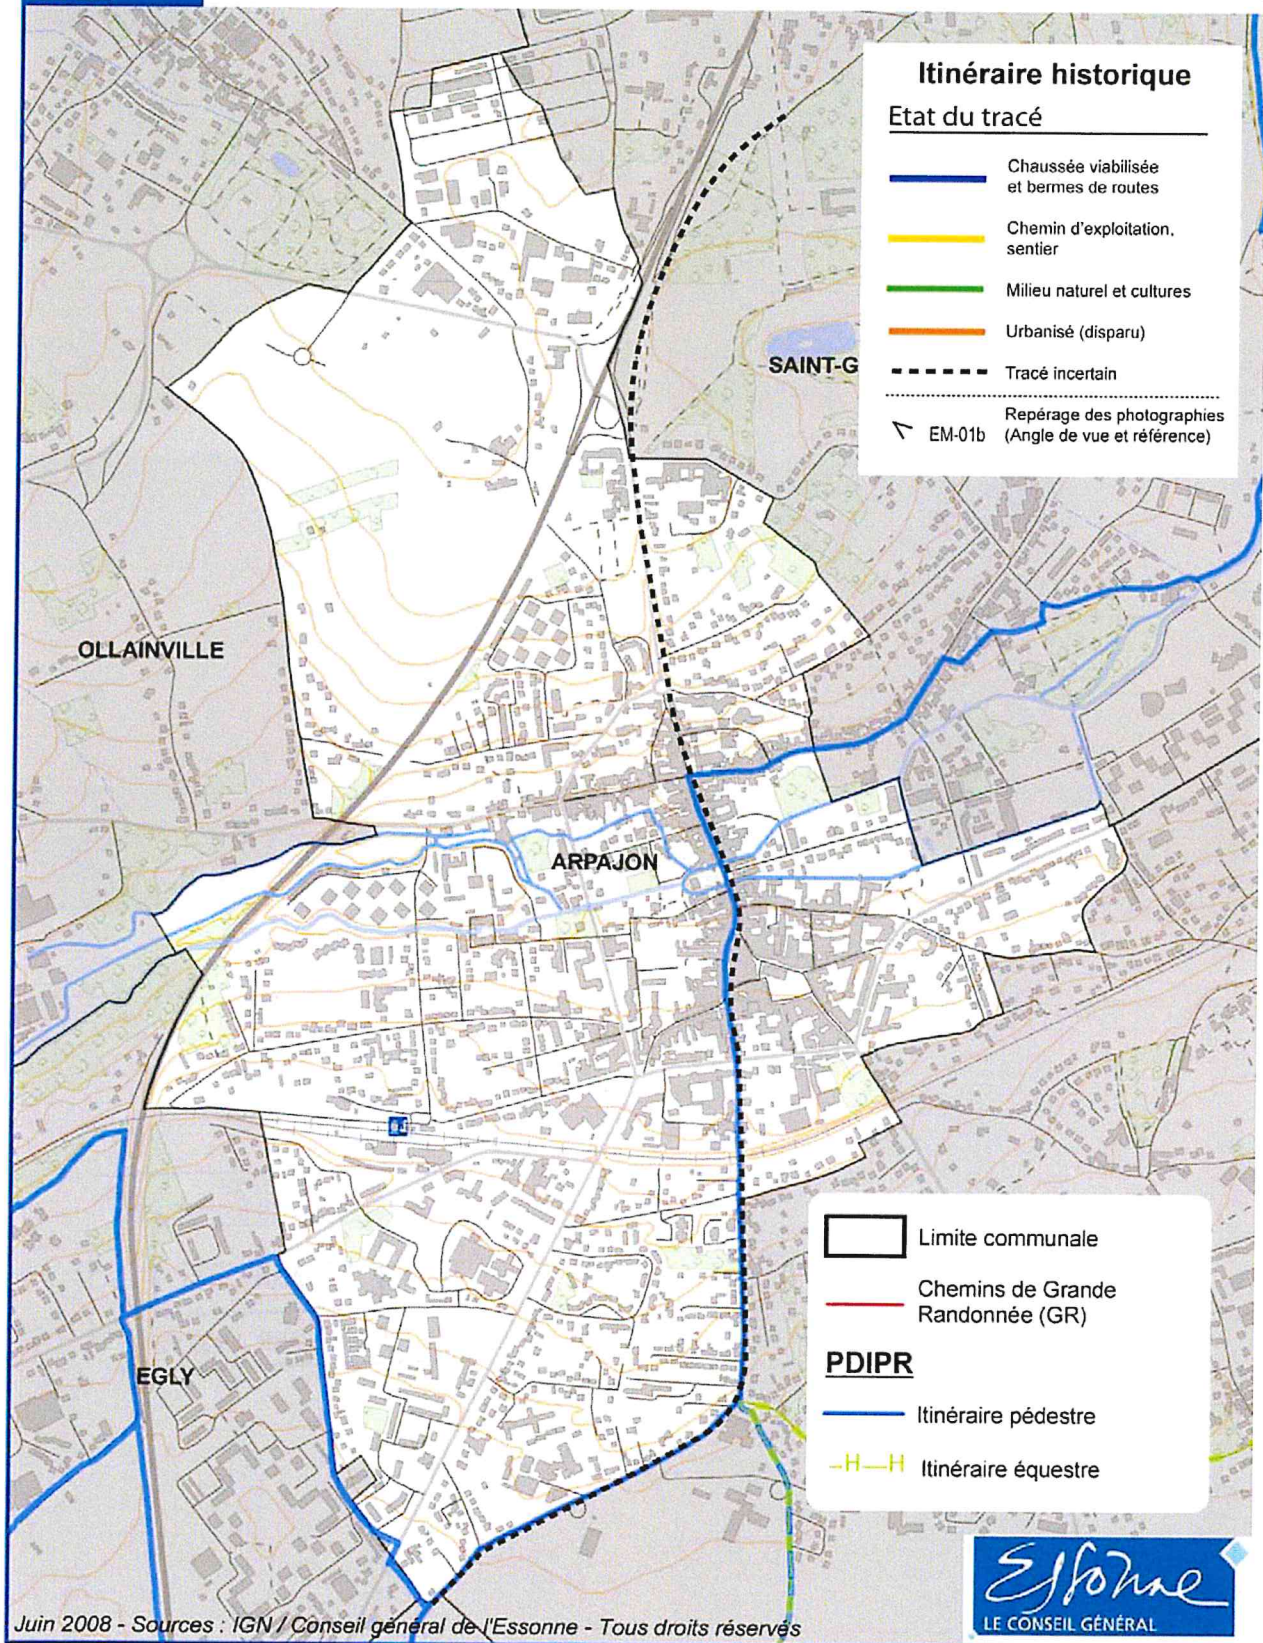 Itinéraire historique
Etat du tracé
Chaussée viabilisée
et bermes de routes
Chemin d'exploitation,
sentier
Milieu naturel et cultures
Urbanisé (disparu)
Tracé incertain
EM-01b
Repérage des photographies
(Angle de vue et référence)
SAINT-G
OLLAINVILLE
ARPAJON
EGLY
Limite communale
Chemins de Grande
Randonnée (GR)
PDIPR
Itinéraire pédestre
-H—H
Itinéraire équestre
Essonne
LE CONSEIL GÉNÉRAL
Juin 2008 - Sources : IGN / Conseil général de l'Essonne - Tous droits réservés